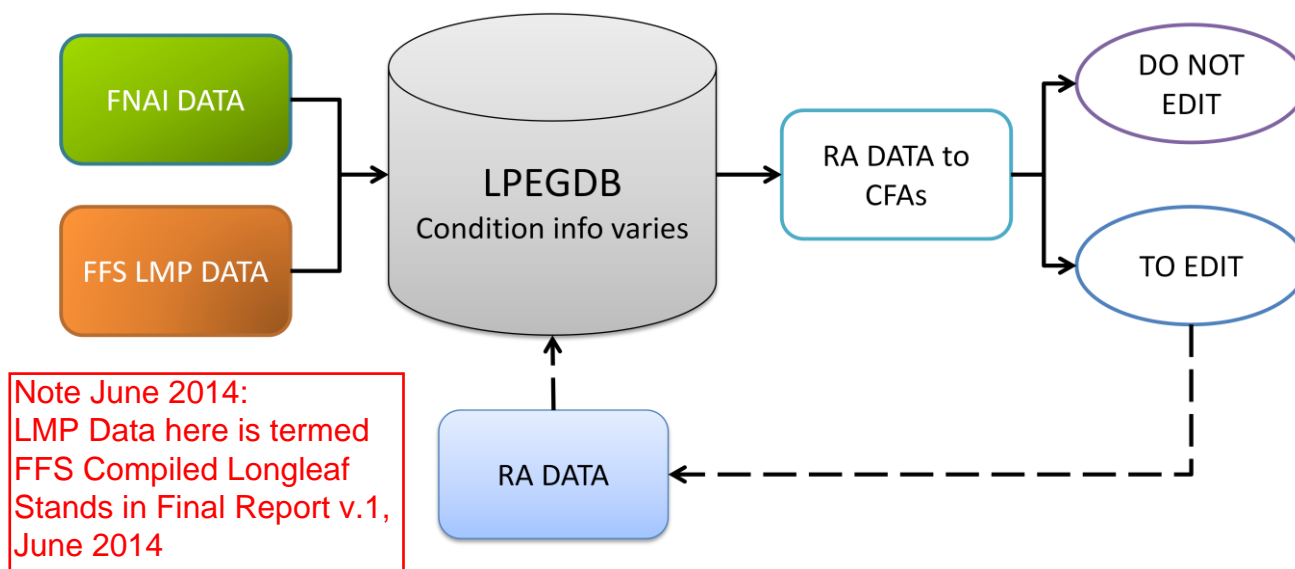 FNAI DATA
FFS LMP DATA
LPEGDB
Condition info varies
RA DATA to
CFAs
DO NOT
EDIT
TO EDIT
RA DATA
Note June 2014:
LMP Data here is termed
FFS Compiled Longleaf
Stands in Final Report v.1,
June 2014